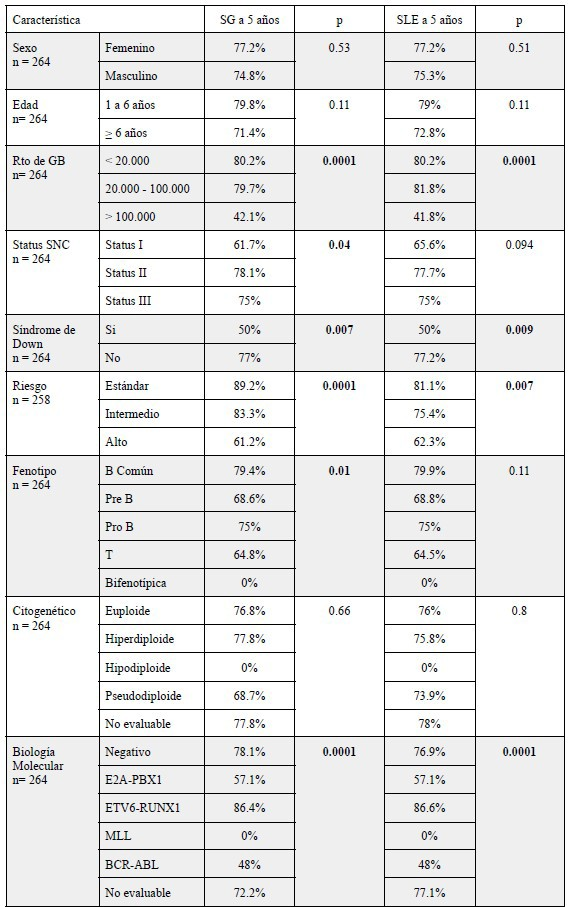 Característica SG a 5 años p SLE a 5 años p
Sexo Femenino 77.2% 0.53 77.2% 0.51
n = 264
Masculino 74.8% 75.3%
Edad 1 a 6 años 79.8% 0.11 79% 0.11
n= 264
≥ 6 años 71.4% 72.8%
Rto de GB < 20.000 80.2% 0.0001 80.2% 0.0001
n= 264
20.000 - 100.000 79.7% 81.8%
> 100.000 42.1% 41.8%
Status SNC Status I 61.7% 0.04 65.6% 0.094
n = 264
Status II 78.1% 77.7%
Status III 75% 75%
Síndrome de Si 50% 0.007 50% 0.009
Down
n = 264 No 77% 77.2%
Riesgo Estándar 89.2% 0.0001 81.1% 0.007
n = 258
Intermedio 83.3% 75.4%
Alto 61.2% 62.3%
Fenotipo B Común 79.4% 0.01 79.9% 0.11
n = 264
Pre B 68.6% 68.8%
Pro B 75% 75%
T 64.8% 64.5%
Bifenotípica 0% 0%
Citogenético Euploide 76.8% 0.66 76% 0.8
n = 264
Hiperdiploide 77.8% 75.8%
Hipodiploide 0% 0%
Pseudodiploide 68.7% 73.9%
No evaluable 77.8% 78%
Biología Negativo 78.1% 0.0001 76.9% 0.0001
Molecular
n= 264 E2A-PBX1 57.1% 57.1%
ETV6-RUNX1 86.4% 86.6%
MLL 0% 0%
BCR-ABL 48% 48%
No evaluable 72.2% 77.1%